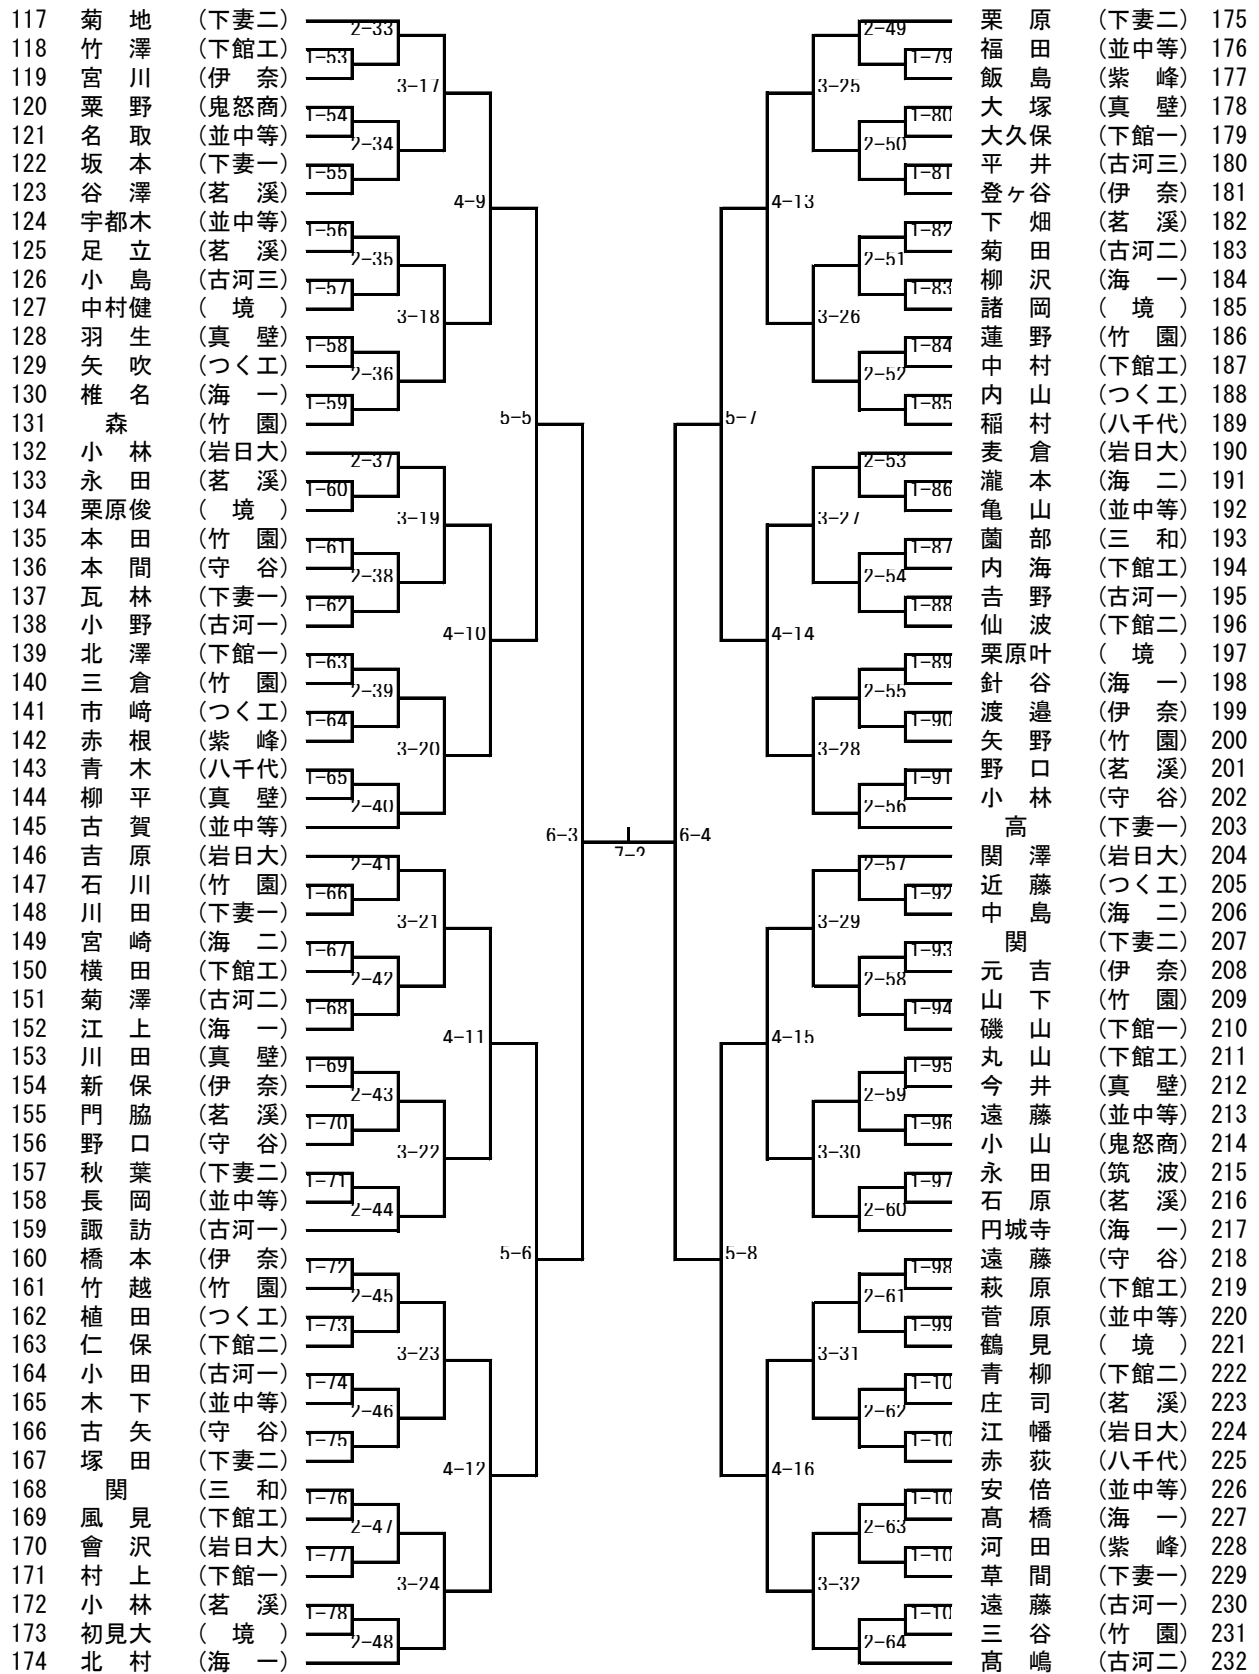 117 菊 地 (下妻二)
118 竹 澤 (下館工)
119 宮 川 (伊 奈)
120 粟 野 (鬼怒商)
121 名 取 (並中等)
122 坂 本 (下妻一)
123 谷 澤 (茗 溪)
124 宇都木 (並中等)
125 足 立 (茗 溪)
126 小 島 (古河三)
127 中村健 ( 境 )
128 羽 生 (真 壁)
129 矢 吹 (つく工)
130 椎 名 (海 一)
131 森 (竹 園)
132 小 林 (岩日大)
133 永 田 (茗 溪)
134 栗原俊 ( 境 )
135 本 田 (竹 園)
136 本 間 (守 谷)
137 瓦 林 (下妻一)
138 小 野 (古河一)
139 北 澤 (下館一)
140 三 倉 (竹 園)
141 市 﨑 (つく工)
142 赤 根 (紫 峰)
143 青 木 (八千代)
144 柳 平 (真 壁)
145 古 賀 (並中等)
146 吉 原 (岩日大)
147 石 川 (竹 園)
148 川 田 (下妻一)
149 宮 崎 (海 二)
150 横 田 (下館工)
151 菊 澤 (古河二)
152 江 上 (海 一)
153 川 田 (真 壁)
154 新 保 (伊 奈)
155 門 脇 (茗 溪)
156 野 口 (守 谷)
157 秋 葉 (下妻二)
158 長 岡 (並中等)
159 諏 訪 (古河一)
160 橋 本 (伊 奈)
161 竹 越 (竹 園)
162 植 田 (つく工)
163 仁 保 (下館二)
164 小 田 (古河一)
165 木 下 (並中等)
166 古 矢 (守 谷)
167 塚 田 (下妻二)
168 関 (三 和)
169 風 見 (下館工)
170 會 沢 (岩日大)
171 村 上 (下館一)
172 小 林 (茗 溪)
173 初見大 ( 境 )
174 北 村 (海 一)
1-53
1-54
1-55
1-56
1-57
1-58
1-59
1-60
1-61
1-62
1-63
1-64
1-65
1-66
1-67
1-68
1-69
1-70
1-71
1-72
1-73
1-74
1-75
1-76
1-77
1-78
2-33
2-34
2-35
2-36
2-37
2-38
2-39
2-40
2-41
2-42
2-43
2-44
2-45
2-46
2-47
2-48
3-17
3-18
3-19
3-20
3-21
3-22
3-23
3-24
4-9
4-10
4-11
4-12
5-5
5-6
6-3
7-2
6-4
5-7
5-8
4-13
4-14
4-15
4-16
3-25
3-26
3-27
3-28
3-29
3-30
3-31
3-32
2-49
2-50
2-51
2-52
2-53
2-54
2-55
2-56
2-57
2-58
2-59
2-60
2-61
2-62
2-63
2-64
1-79
1-80
1-81
1-82
1-83
1-84
1-85
1-86
1-87
1-88
1-89
1-90
1-91
1-92
1-93
1-94
1-95
1-96
1-97
1-98
1-99
1-10
1-10
1-10
1-10
1-10
栗 原 (下妻二) 175
福 田 (並中等) 176
飯 島 (紫 峰) 177
大 塚 (真 壁) 178
大久保 (下館一) 179
平 井 (古河三) 180
登ヶ谷 (伊 奈) 181
下 畑 (茗 溪) 182
菊 田 (古河二) 183
柳 沢 (海 一) 184
諸 岡 ( 境 ) 185
蓮 野 (竹 園) 186
中 村 (下館工) 187
内 山 (つく工) 188
稲 村 (八千代) 189
麦 倉 (岩日大) 190
瀧 本 (海 二) 191
亀 山 (並中等) 192
薗 部 (三 和) 193
内 海 (下館工) 194
𠮷 野 (古河一) 195
仙 波 (下館二) 196
栗原叶 ( 境 ) 197
針 谷 (海 一) 198
渡 邉 (伊 奈) 199
矢 野 (竹 園) 200
野 口 (茗 溪) 201
小 林 (守 谷) 202
高 (下妻一) 203
関 澤 (岩日大) 204
近 藤 (つく工) 205
中 島 (海 二) 206
関 (下妻二) 207
元 吉 (伊 奈) 208
山 下 (竹 園) 209
磯 山 (下館一) 210
丸 山 (下館工) 211
今 井 (真 壁) 212
遠 藤 (並中等) 213
小 山 (鬼怒商) 214
永 田 (筑 波) 215
石 原 (茗 溪) 216
円城寺 (海 一) 217
遠 藤 (守 谷) 218
萩 原 (下館工) 219
菅 原 (並中等) 220
鶴 見 ( 境 ) 221
青 柳 (下館二) 222
庄 司 (茗 溪) 223
江 幡 (岩日大) 224
赤 荻 (八千代) 225
安 倍 (並中等) 226
髙 橋 (海 一) 227
河 田 (紫 峰) 228
草 間 (下妻一) 229
遠 藤 (古河一) 230
三 谷 (竹 園) 231
髙 嶋 (古河二) 232